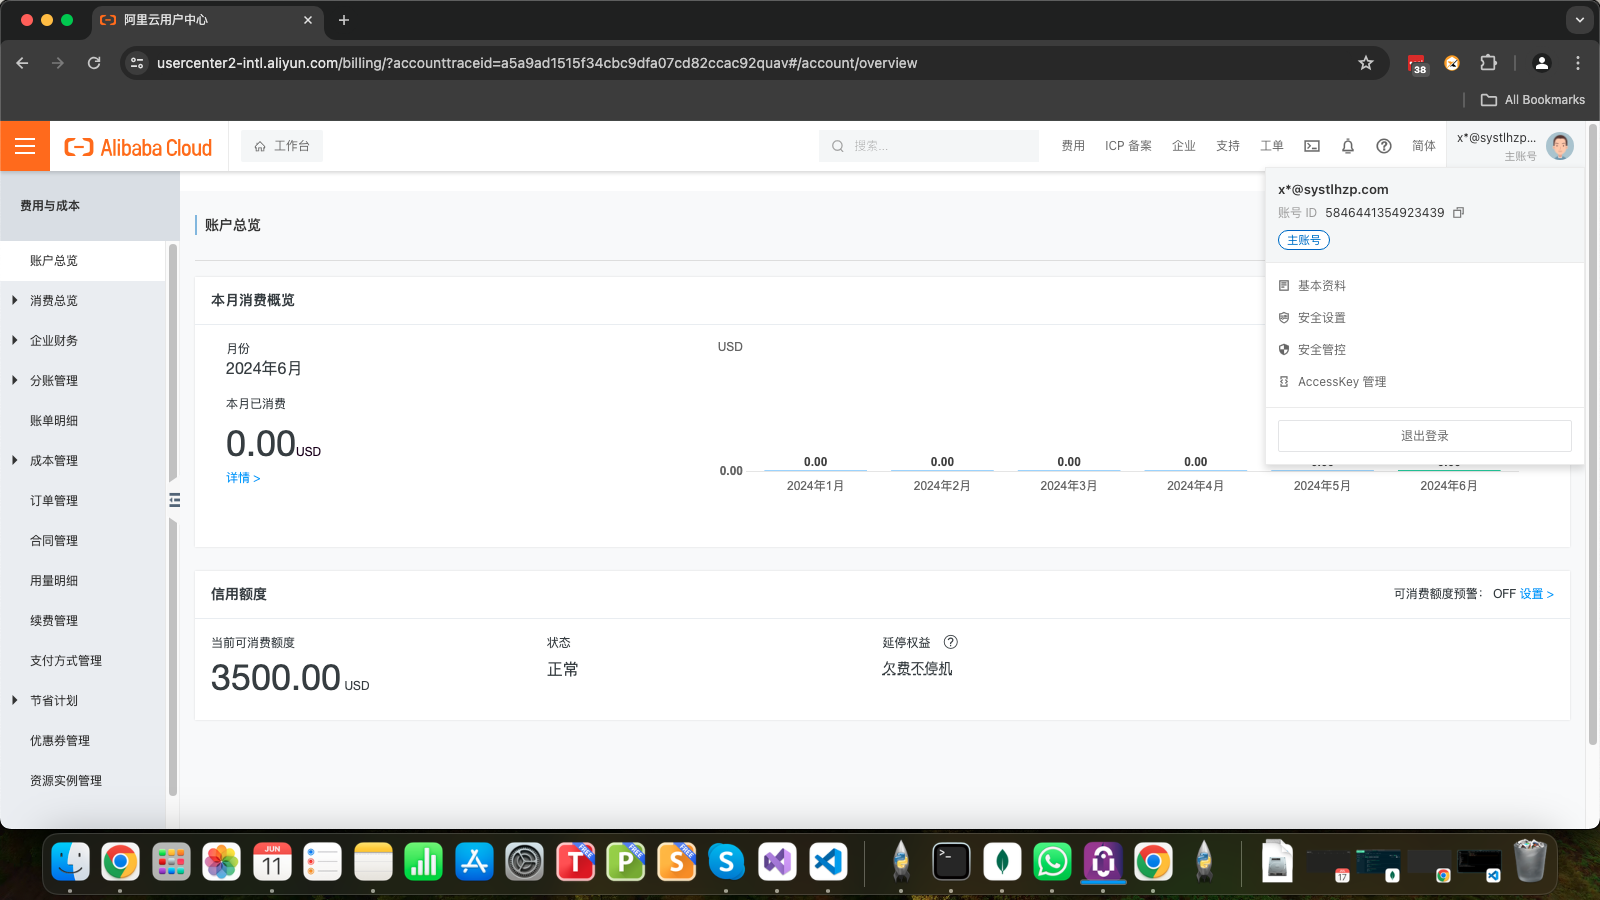 阿里云用户中心
usercenter2-intl.aliyun.com/billing/?accounttraceid=a5a9ad1515f34cbc9dfa07cd82ccac92quav#/account/overview
38
All Bookmarks
Alibaba Cloud
工作台
搜索...
费用
ICP 备案
企业
支持
工单
简体
x*@systlhzp...
主账号
x*@systlhzp.com
账号 ID 5846441354923439
主账号
基本资料
安全设置
安全管控
AccessKey 管理
退出登录
费用与成本
账户总览
消费总览
企业财务
分账管理
账单明细
成本管理
订单管理
合同管理
用量明细
续费管理
支付方式管理
节省计划
优惠券管理
资源实例管理
账户总览
本月消费概览
月份
2024年6月
本月已消费
0.00USD
详情 >
USD
0.00
0.00 0.00 0.00 0.00
2024年1月 2024年2月 2024年3月 2024年4月 2024年5月 2024年6月
信用额度
可消费额度预警： OFF 设置 >
当前可消费额度
3500.00 USD
状态
正常
延停权益
欠费不停机
JUN
11
T FREE
P FREE
S FREE
17